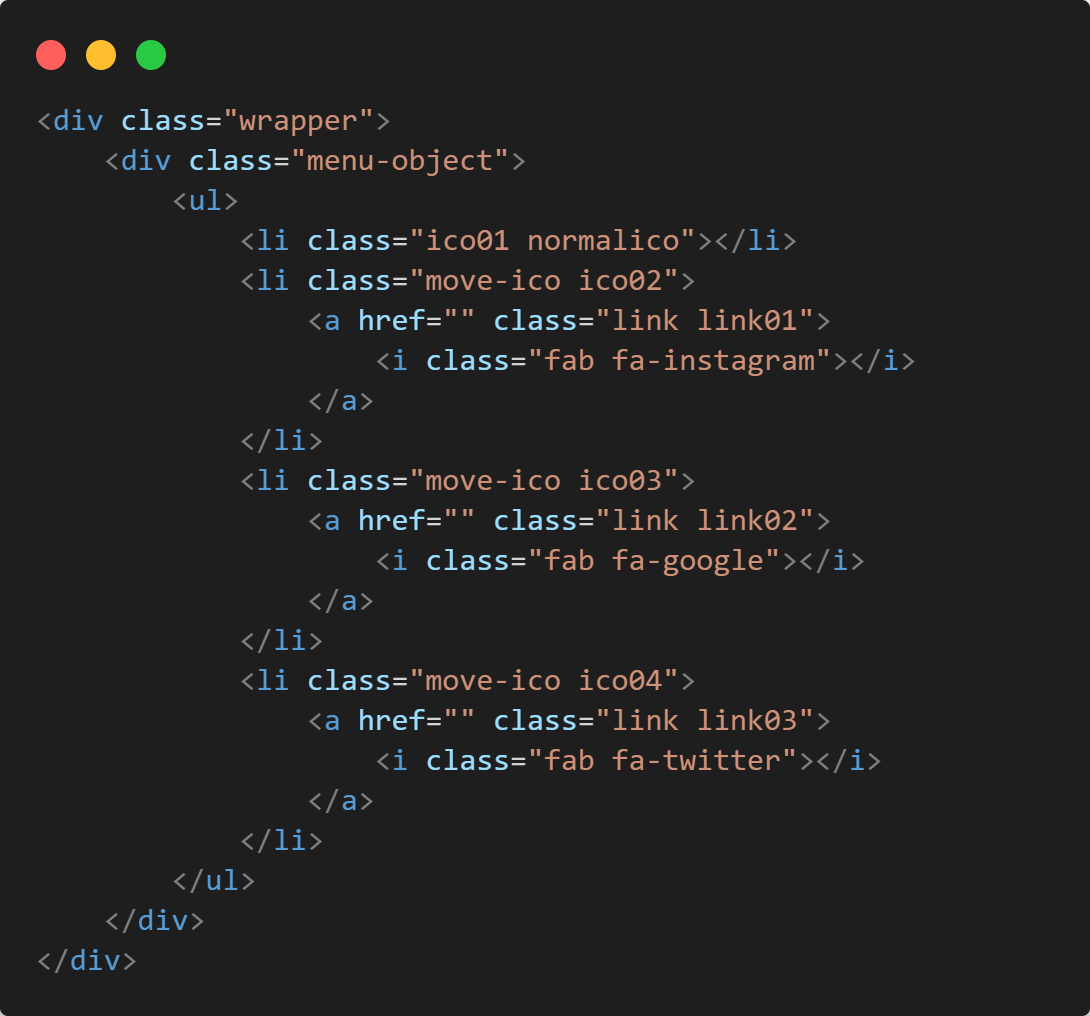 <div class="wrapper">
    <div class="menu-object">
        <ul>
            <li class="ico01 normalico"></li>
            <li class="move-ico ico02">
                <a href="" class="link link01">
                    <i class="fab fa-instagram"></i>
                </a>
            </li>
            <li class="move-ico ico03">
                <a href="" class="link link02">
                    <i class="fab fa-google"></i>
                </a>
            </li>
            <li class="move-ico ico04">
                <a href="" class="link link03">
                    <i class="fab fa-twitter"></i>
                </a>
            </li>
        </ul>
    </div>
</div>